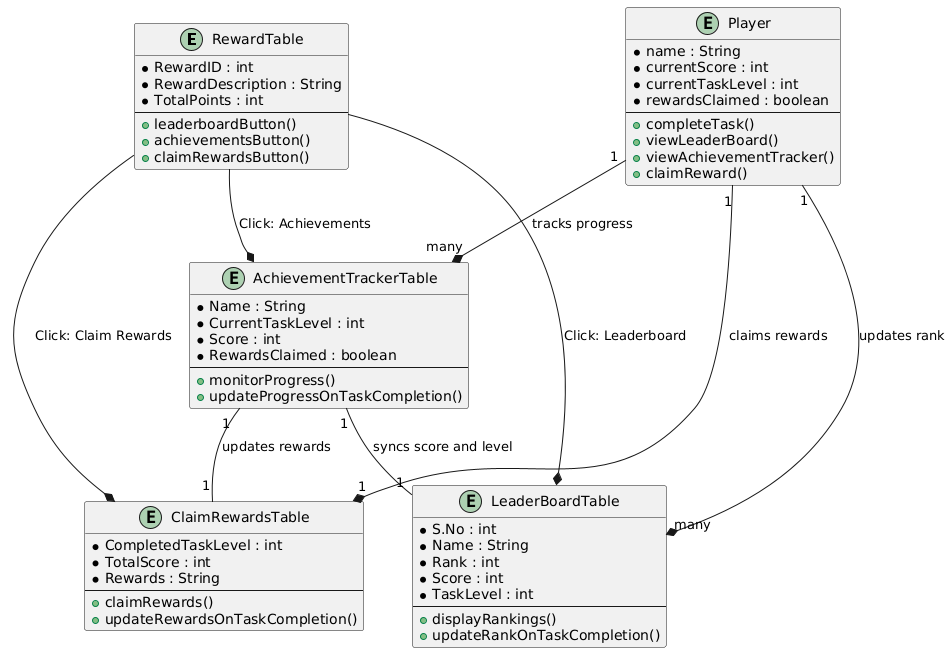 E RewardTable
RewardID : int
RewardDescription : String
TotalPoints : int
leaderboardButton()
achievementsButton()
claimRewardsButton()
E Player
name : String
currentScore : int
currentTaskLevel : int
rewardsClaimed : boolean
completeTask()
viewLeaderBoard()
viewAchievementTracker()
claimReward()
1
1
1
Click: Achievements
tracks progress
many
E AchievementTrackerTable
Name : String
CurrentTaskLevel : int
Score : int
RewardsClaimed : boolean
monitorProgress()
updateProgressOnTaskCompletion()
Click: Claim Rewards
Click: Leaderboard
claims rewards
updates rank
1
1
updates rewards
syncs score and level
1
1
1
many
E ClaimRewardsTable
CompletedTaskLevel : int
TotalScore : int
Rewards : String
claimRewards()
updateRewardsOnTaskCompletion()
E LeaderBoardTable
S.No : int
Name : String
Rank : int
Score : int
TaskLevel : int
displayRankings()
updateRankOnTaskCompletion()